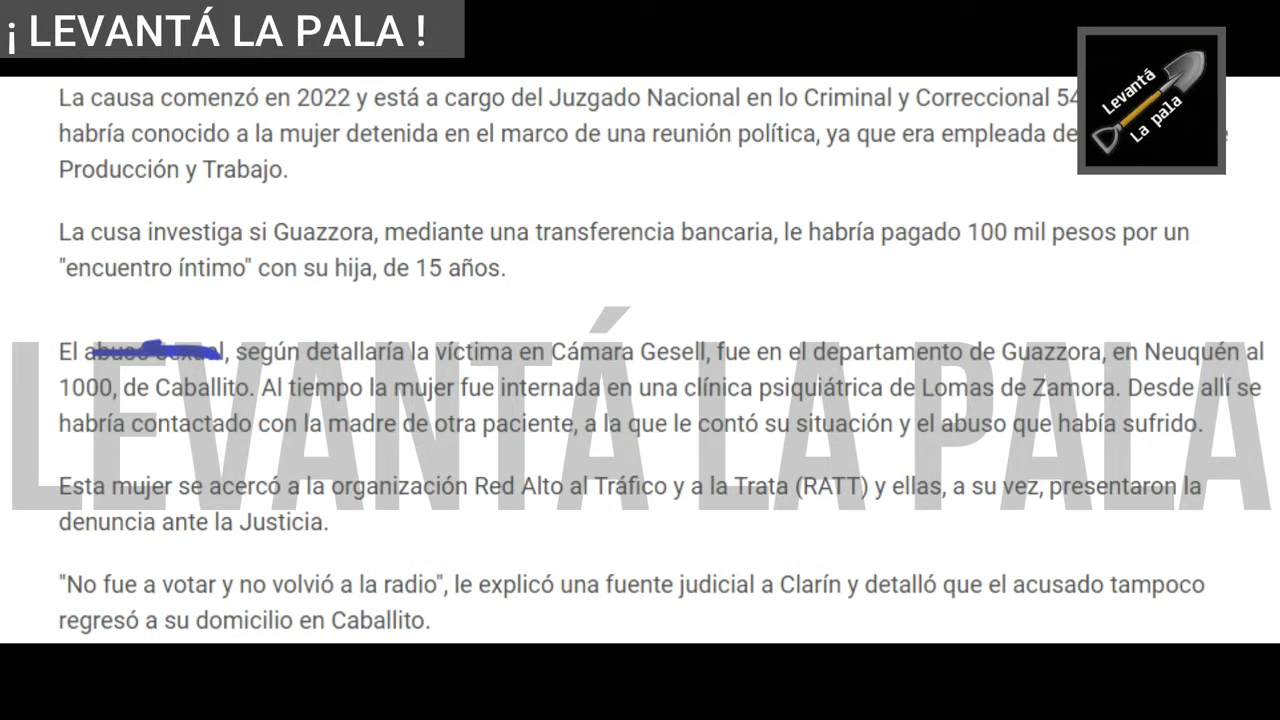 ¡ LEVANTÁ LA PALA !
Levantá
La pala
La causa comenzó en 2022 y está a cargo del Juzgado Nacional en lo Criminal y Correccional 54
habría conocido a la mujer detenida en el marco de una reunión política, ya que era empleada de
Producción y Trabajo.
La cusa investiga si Guazzora, mediante una transferencia bancaria, le habría pagado 100 mil pesos por un
"encuentro íntimo" con su hija, de 15 años.
El abuso sexual, según detallaría la víctima en Cámara Gesell, fue en el departamento de Guazzora, en Neuquén al
1000, de Caballito. Al tiempo la mujer fue internada en una clínica psiquiátrica de Lomas de Zamora. Desde allí se
habría contactado con la madre de otra paciente, a la que le contó su situación y el abuso que había sufrido.
LEVANTÁ LA PALA
Esta mujer se acercó a la organización Red Alto al Tráfico y a la Trata (RATT) y ellas, a su vez, presentaron la
denuncia ante la Justicia.
"No fue a votar y no volvió a la radio", le explicó una fuente judicial a Clarín y detalló que el acusado tampoco
regresó a su domicilio en Caballito.